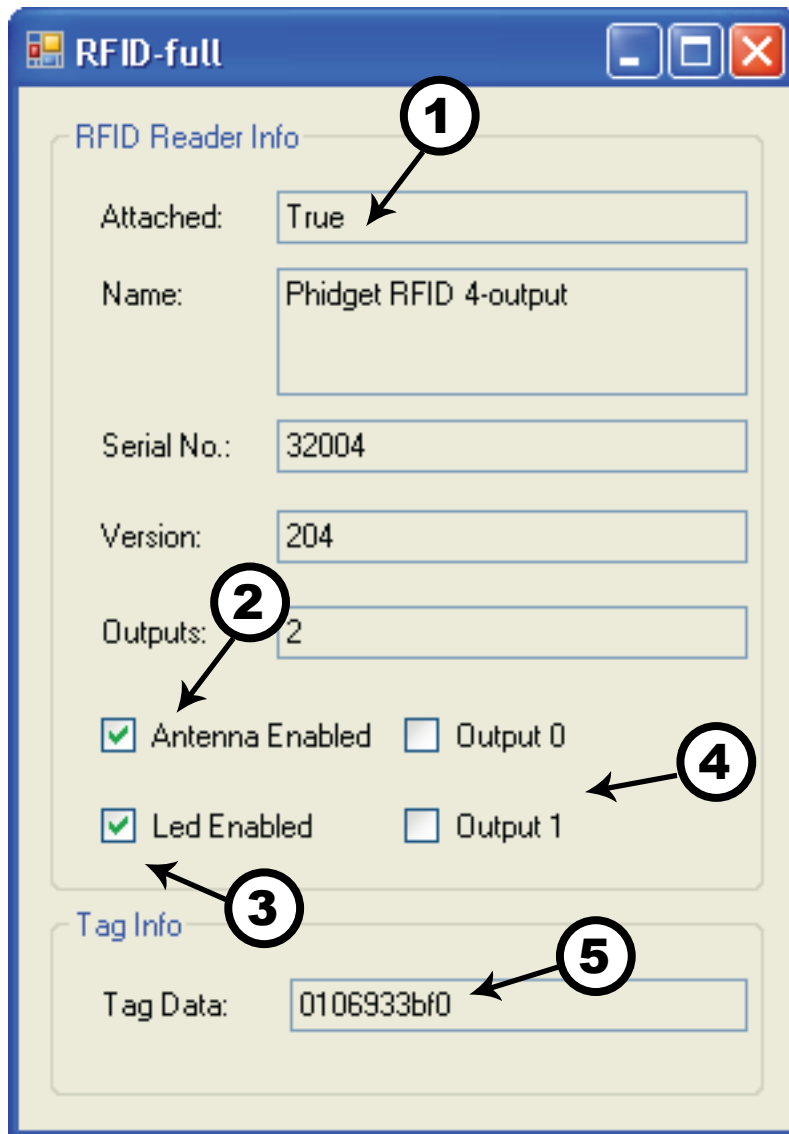 RFID-full
RFID Reader Info
1
Attached: True
Name: Phidget RFID 4-output
Serial No.: 32004
Version: 204
2
Outputs: 2
Antenna Enabled Output 0
4
Led Enabled Output 1
3
Tag Info
5
Tag Data: 0106933bf0